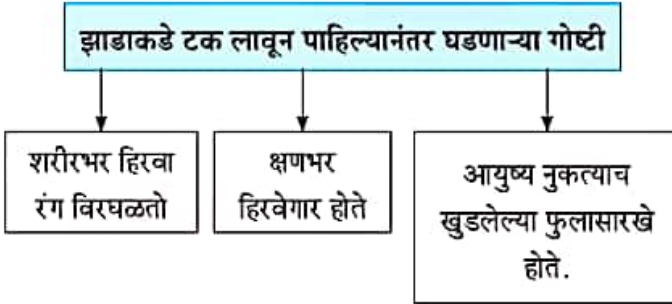 झाडाकडे टक लावून पाहिल्यानंतर घडणाऱ्या गोष्टी
शरीरभर हिरवा
रंग विरघळतो
क्षणभर
हिरवेगार होते
आयुष्य नुकत्याच
खुडलेल्या फुलासारखे
होते.